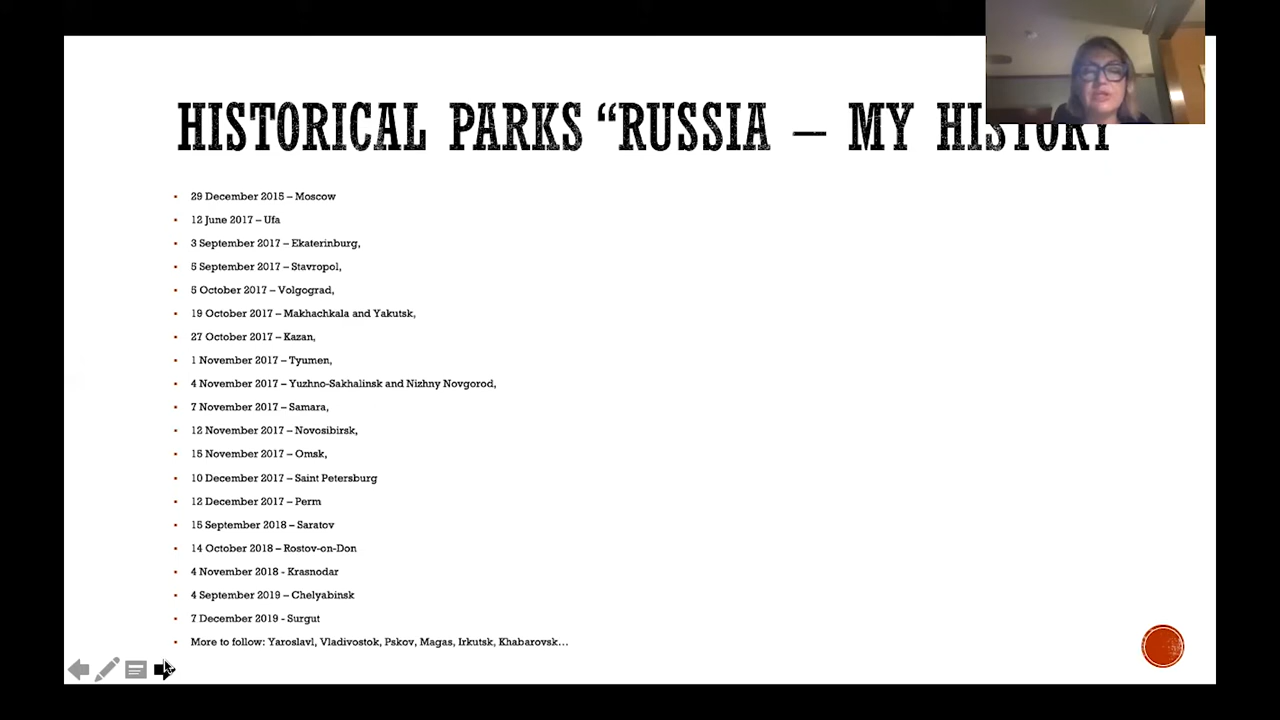 HISTORICAL PARKS “RUSSIA – MY HISTORY
29 December 2015 – Moscow
12 June 2017 – Ufa
3 September 2017 – Ekaterinburg,
5 September 2017 – Stavropol,
5 October 2017 – Volgograd,
19 October 2017 – Makhachkala and Yakutsk,
27 October 2017 – Kazan,
1 November 2017 – Tyumen,
4 November 2017 – Yuzhno-Sakhalinsk and Nizhny Novgorod,
7 November 2017 – Samara,
12 November 2017 – Novosibirsk,
15 November 2017 – Omsk,
10 December 2017 – Saint Petersburg
12 December 2017 – Perm
15 September 2018 – Saratov
14 October 2018 – Rostov-on-Don
4 November 2018 - Krasnodar
4 September 2019 – Chelyabinsk
7 December 2019 - Surgut
More to follow: Yaroslavl, Vladivostok, Pskov, Magas, Irkutsk, Khabarovsk...